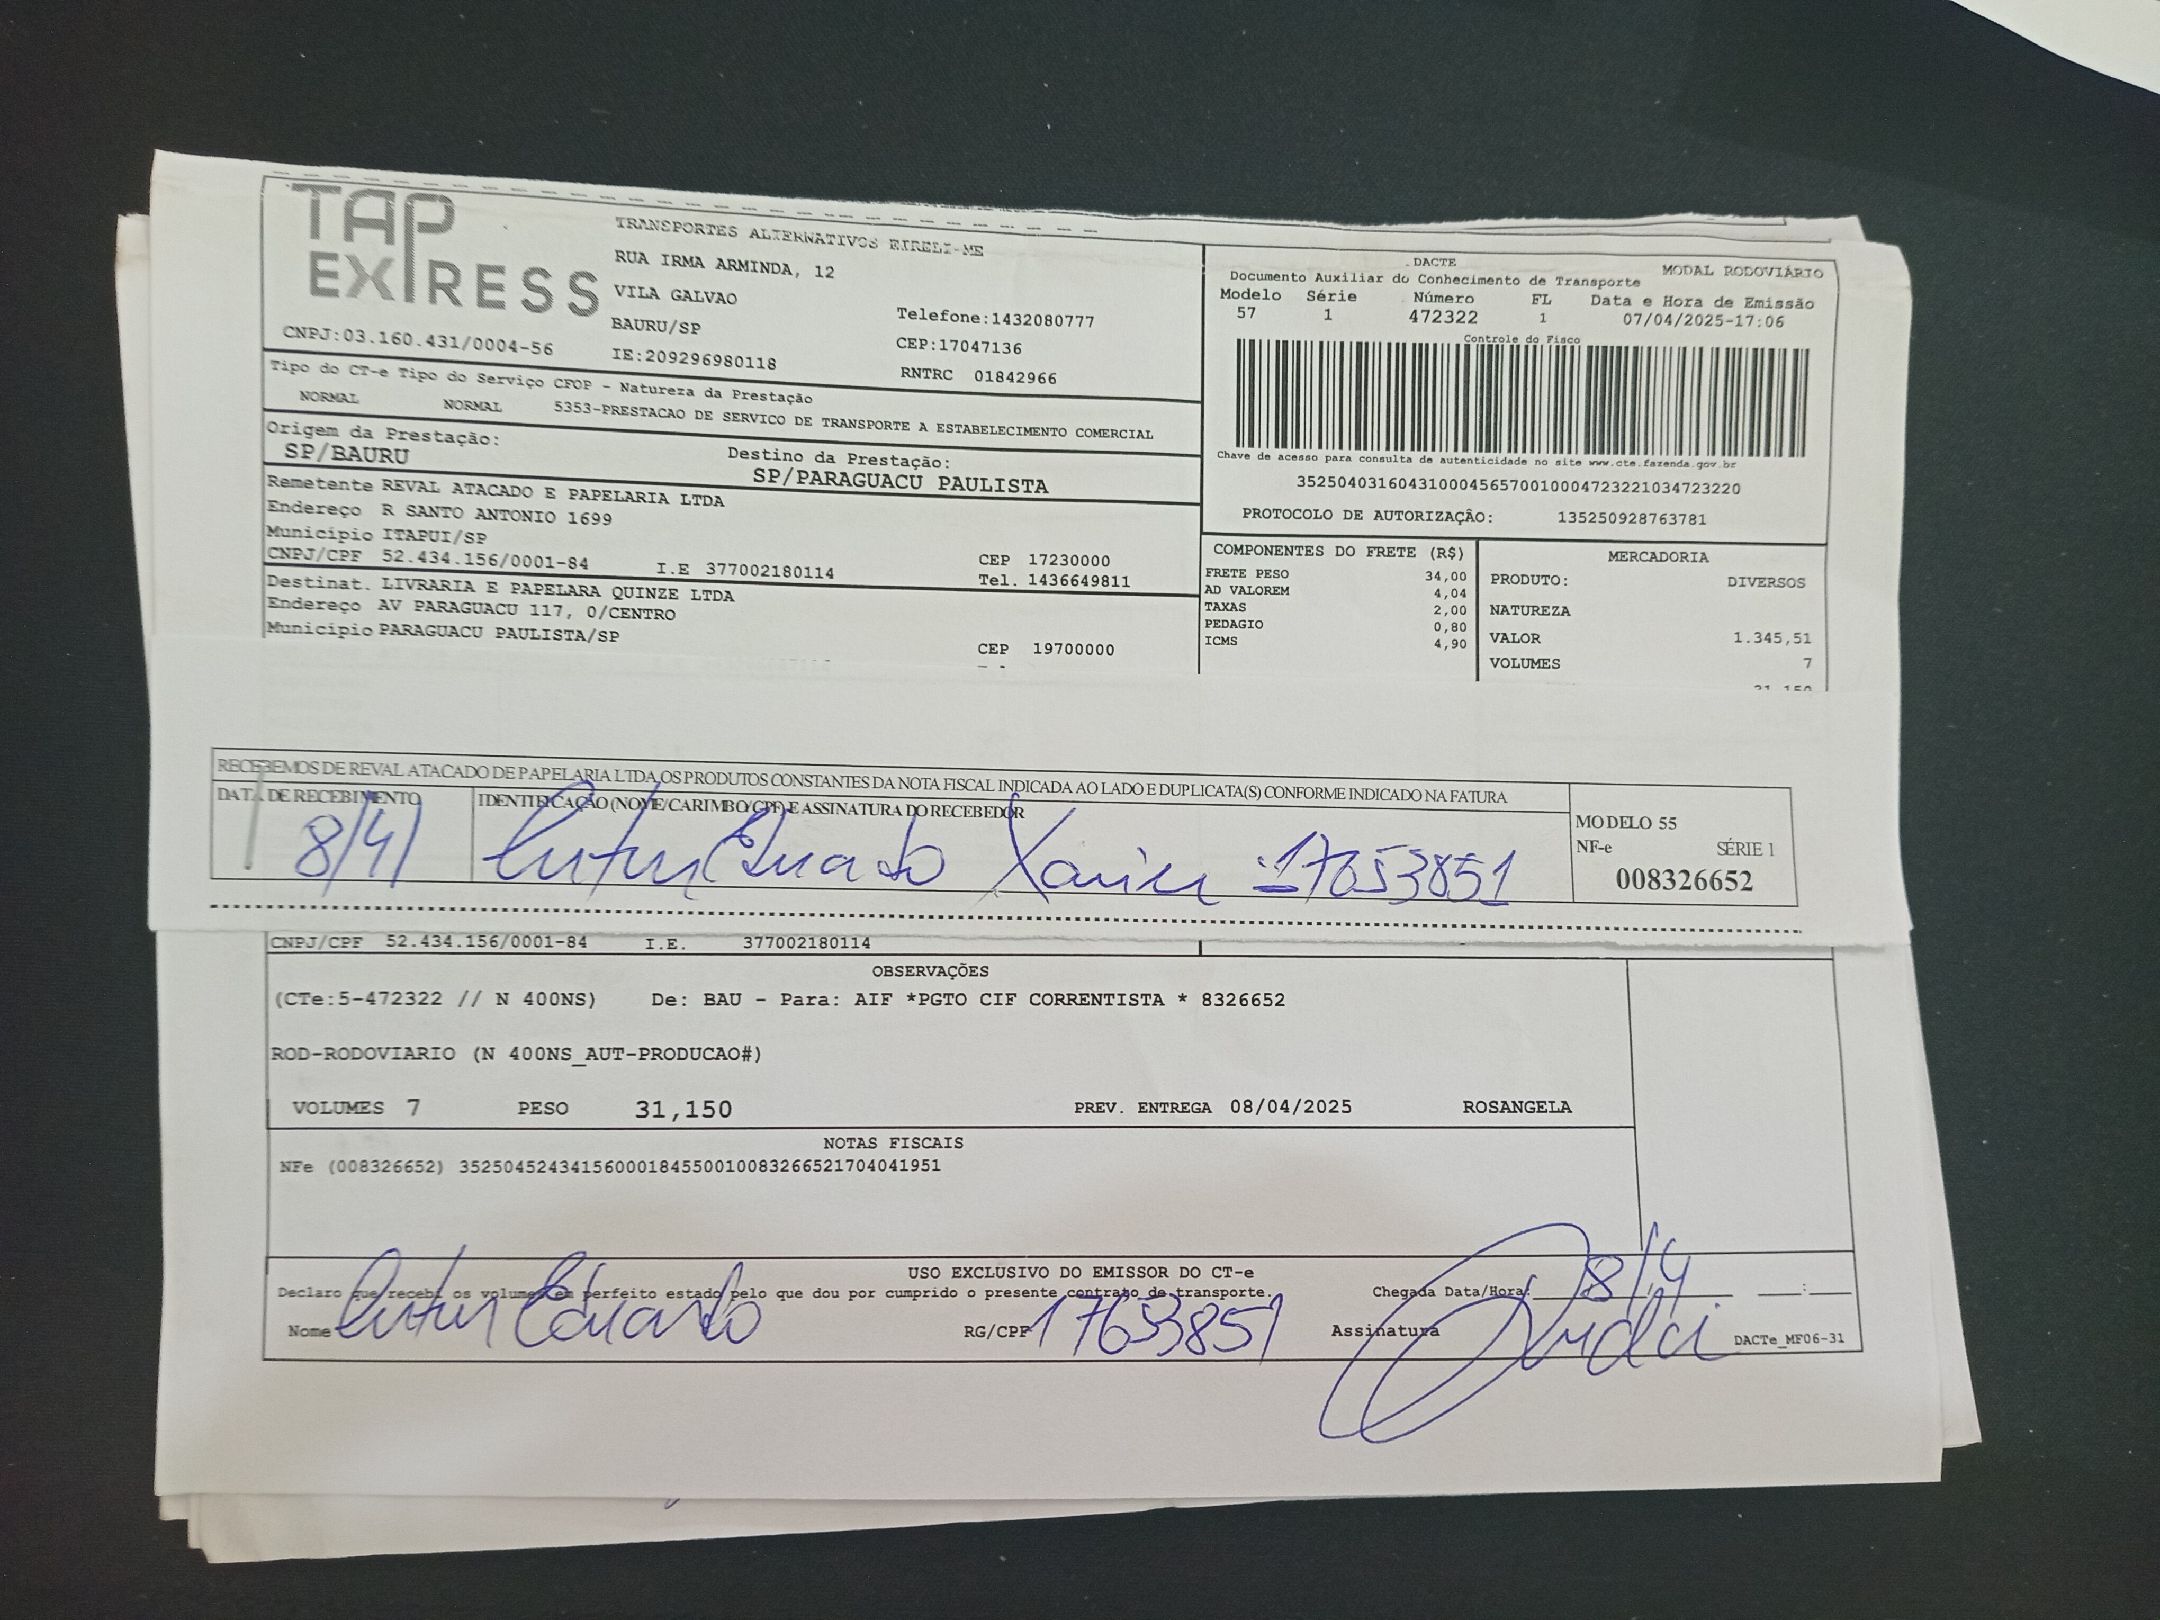 TAP
EXPRESS
TRANSPORTES ALTERNATIVOS EIRELI-ME
RUA IRMA ARMINDA, 12
VILA GALVAO
BAURU/SP
Telefone:1432080777
CNPJ:03.160.431/0004-56
IE:209296980118
CEP:17047136
RNTRC 01842966
DACTE
MODAL RODOVIÁRIO
Documento Auxiliar do Conhecimento de Transporte
Modelo Série Número FL Data e Hora de Emissão
57 1 472322 1 07/04/2025-17:06
Controle do Fisco
Chave de acesso para consulta de autenticidade no site www.cte.fazenda.gov.br
35250403160431000456570010004723221034723220
PROTOCOLO DE AUTORIZAÇÃO: 135250928763781
Tipo do CT-e Tipo do Serviço CFOP - Natureza da Prestação
NORMAL NORMAL 5353-PRESTACAO DE SERVICO DE TRANSPORTE A ESTABELECIMENTO COMERCIAL
Origem da Prestação:
SP/BAURU
Destino da Prestação:
SP/PARAGUACU PAULISTA
Remetente REVAL ATACADO E PAPELARIA LTDA
Endereço R SANTO ANTONIO 1699
Município ITAPUI/SP
CEP 17230000
CNPJ/CPF 52.434.156/0001-84 I.E 377002180114 Tel. 1436649811
Destinat. LIVRARIA E PAPELARA QUINZE LTDA
Endereço AV PARAGUACU 117, 0/CENTRO
Município PARAGUACU PAULISTA/SP
CEP 19700000
COMPONENTES DO FRETE (R$)
FRETE PESO 34,00
AD VALOREM 4,04
TAXAS 2,00
PEDAGIO 0,80
ICMS 4,90
MERCADORIA
PRODUTO: DIVERSOS
NATUREZA
VALOR 1.345,51
VOLUMES 7
RECEBEMOS DE REVAL ATACADO DE PAPELARIA LTDA OS PRODUTOS CONSTANTES DA NOTA FISCAL INDICADA AO LADO E DUPLICATA(S) CONFORME INDICADO NA FATURA
DATA DE RECEBIMENTO
IDENTIFICAÇÃO (NOME/CARIMBO/CPF) E ASSINATURA DO RECEBEDOR
8/4/ Eduardo Xavier 17653851
MODELO 55
NF-e SÉRIE 1
008326652
CNPJ/CPF 52.434.156/0001-84 I.E. 377002180114
OBSERVAÇÕES
(CTe:5-472322 // N 400NS) De: BAU - Para: AIF *PGTO CIF CORRENTISTA * 8326652
ROD-RODOVIARIO (N 400NS_AUT-PRODUCAO#)
VOLUMES 7 PESO 31,150 PREV. ENTREGA 08/04/2025 ROSANGELA
NOTAS FISCAIS
NFe (008326652) 35250452434156000184550010083266521704041951
USO EXCLUSIVO DO EMISSOR DO CT-e
Declaro que recebi os volumes em perfeito estado pelo que dou por cumprido o presente contrato de transporte.
Chegada Data/Hora: 8/4 __:__
Nome Eduardo
RG/CPF 17653851
Assinatura
DACTe_MF06-31